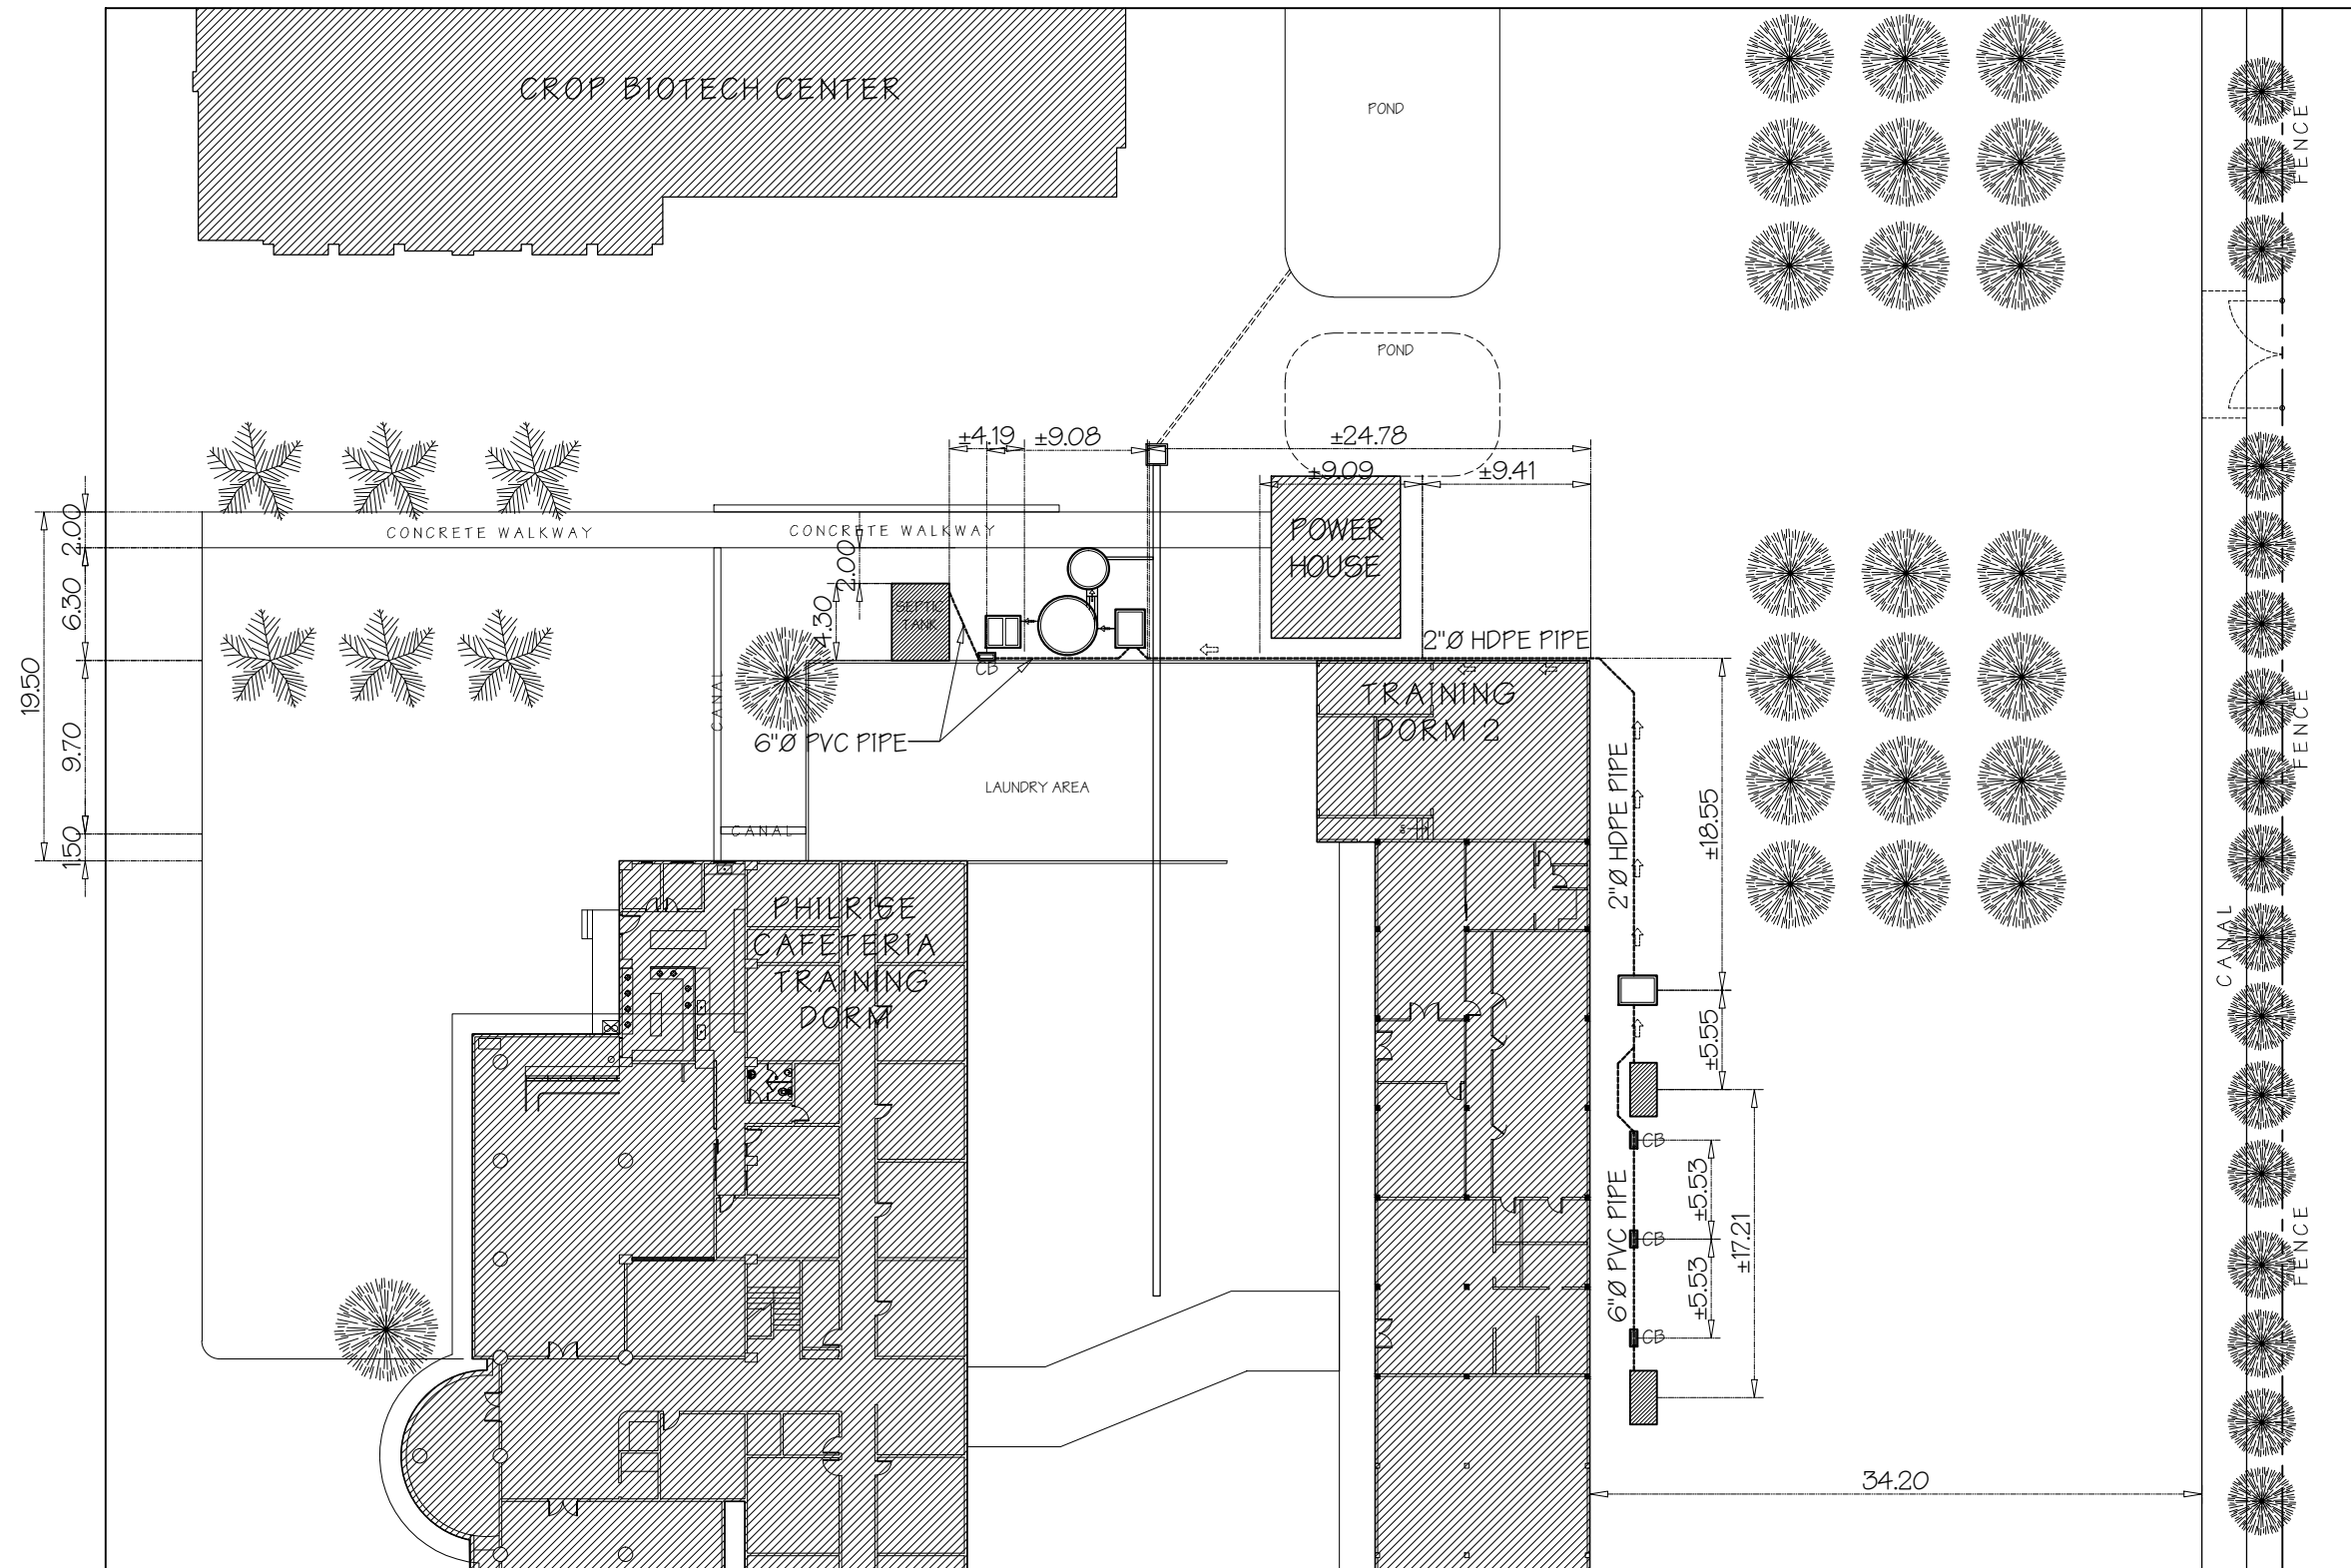 CROP BIOTECH CENTER
POND
FENCE
POND
±4.19
±9.08
±24.78
±9.09
±9.41
2.00
CONCRETE WALKWAY
CONCRETE WALKWAY
POWER
HOUSE
2.00
6.30
SEPTIC
TANK
4.30
19.50
2"Ø HDPE PIPE
CB
TRAINING
DORM 2
CANAL
6"Ø PVC PIPE
9.70
FENCE
LAUNDRY AREA
2"Ø HDPE PIPE
±18.55
CANAL
1.50
PHILRICE
CAFETERIA
TRAINING
DORM
CANAL
±5.55
CB
±5.53
CB
6"Ø PVC PIPE
±17.21
FENCE
±5.53
CB
34.20